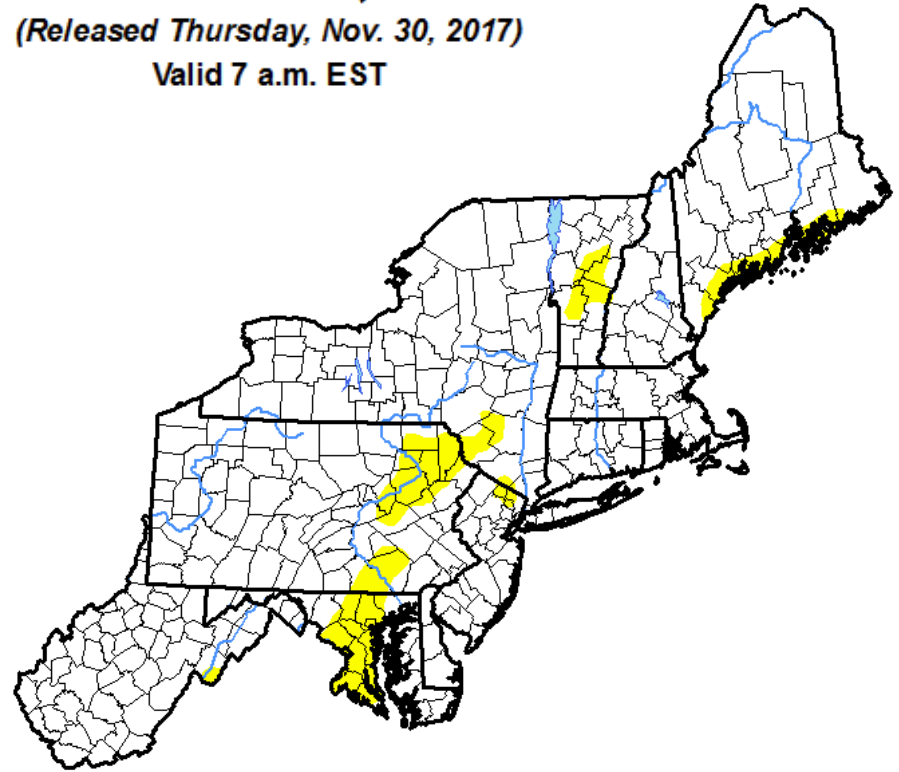 (Released Thursday, Nov. 30, 2017)
Valid 7 a.m. EST